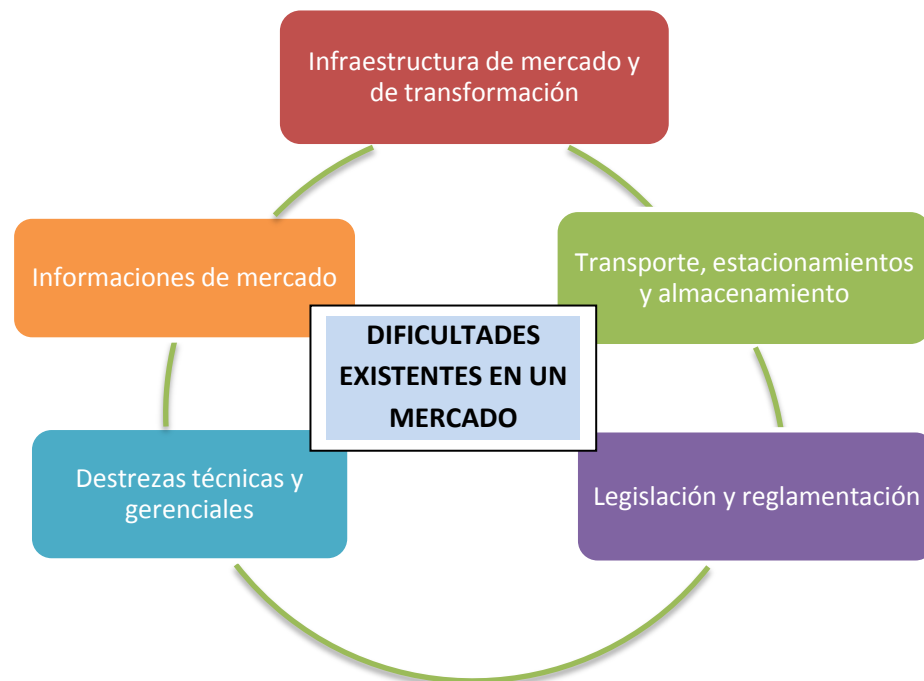 Infraestructura de mercado y
de transformación
Transporte, estacionamientos
y almacenamiento
Legislación y reglamentación
Destrezas técnicas y
gerenciales
Informaciones de mercado
DIFICULTADES
EXISTENTES EN UN
MERCADO